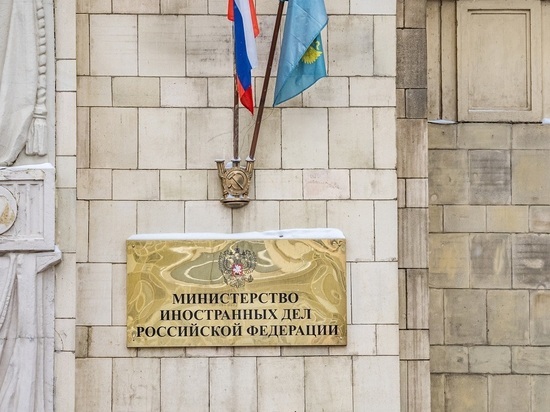 МИНИСТЕРСТВО
ИНОСТРАННЫХ ДЕЛ
РОССИЙСКОЙ ФЕДЕРАЦИИ